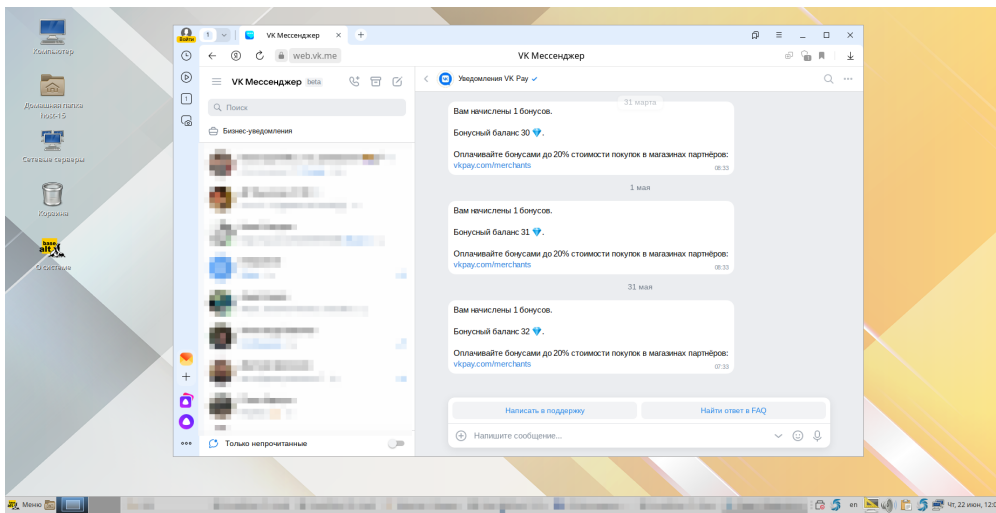 Компьютер
Домашняя папка
host-15
Сетевые серверы
Корзина
base
alt
О системе
Войти
1
VK Мессенджер
web.vk.me
VK Мессенджер
1
VK Мессенджер beta
Поиск
Бизнес-уведомления
Только непрочитанные
Уведомления VK Pay
31 марта
Вам начислены 1 бонусов.
Бонусный баланс 30 💎.
Оплачивайте бонусами до 20% стоимости покупок в магазинах партнёров:
vkpay.com/merchants
08:33
1 мая
Вам начислены 1 бонусов.
Бонусный баланс 31 💎.
Оплачивайте бонусами до 20% стоимости покупок в магазинах партнёров:
vkpay.com/merchants
08:33
31 мая
Вам начислены 1 бонусов.
Бонусный баланс 32 💎.
Оплачивайте бонусами до 20% стоимости покупок в магазинах партнёров:
vkpay.com/merchants
07:33
Написать в поддержку
Найти ответ в FAQ
Напишите сообщение...
Меню
en
Чт, 22 июн,